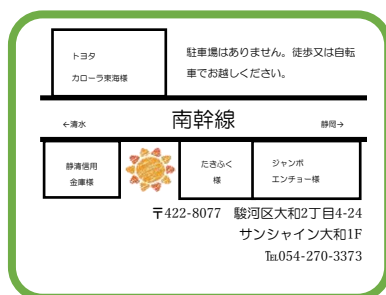 トヨタ
カローラ東海様
駐車場はありません。徒歩又は自転
車でお越しください。
←清水
南幹線
静岡→
静清信用
金庫様
たきふく
様
ジャンボ
エンチョー様
〒422-8077 駿河区大和2丁目4-24
サンシャイン大和1F
℡054-270-3373